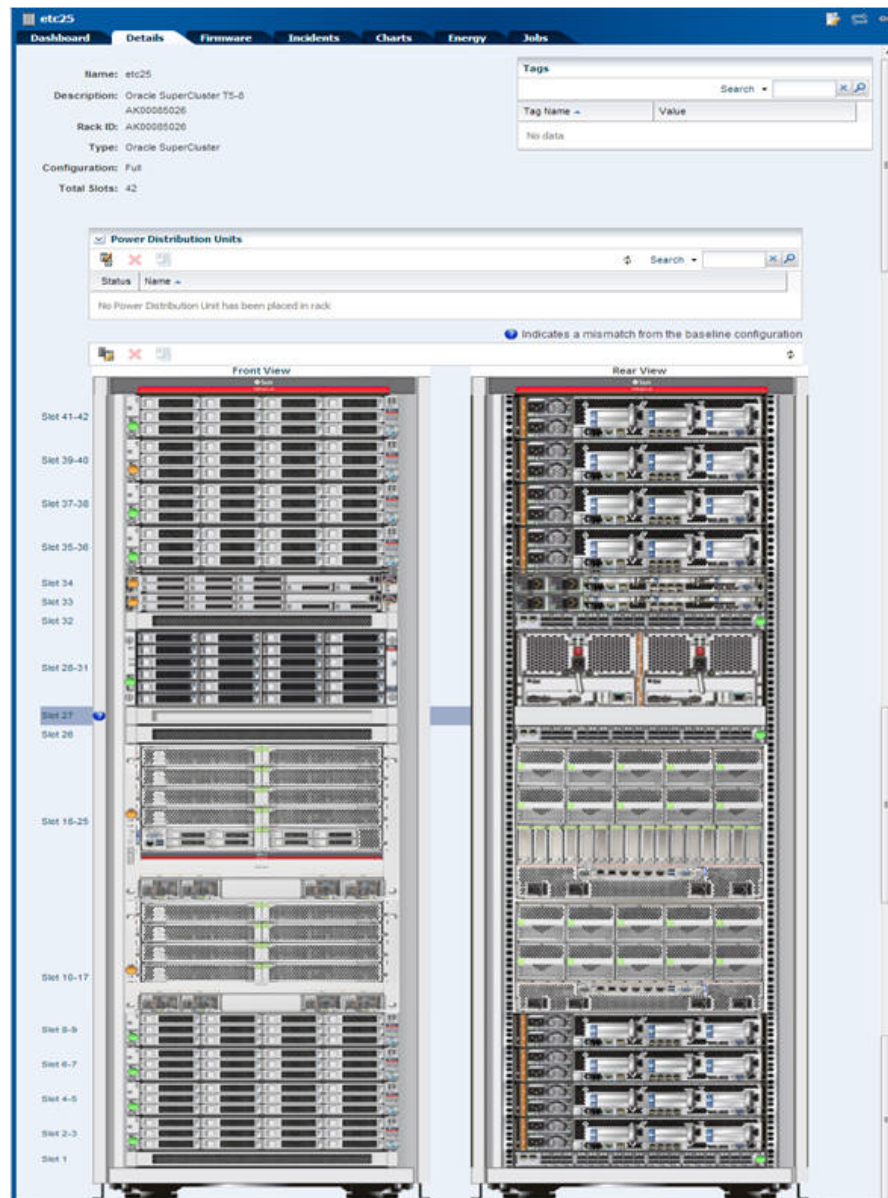 etc25
Dashboard Details Firmware Incidents Charts Energy Jobs
Name: etc25
Description: Oracle SuperCluster T5-8
AK00085026
Rack ID: AK00085026
Type: Oracle SuperCluster
Configuration: Full
Total Slots: 42
Tags
Search
Tag Name Value
No data
Power Distribution Units
Search
Status Name
No Power Distribution Unit has been placed in rack
? Indicates a mismatch from the baseline configuration
Front View Rear View
Sun Sun
Slot 41-42
Slot 39-40
Slot 37-38
Slot 35-36
Slot 34
Slot 33
Slot 32
Slot 28-31
Slot 27
Slot 26
Slot 18-25
Slot 10-17
Slot 8-9
Slot 6-7
Slot 4-5
Slot 2-3
Slot 1